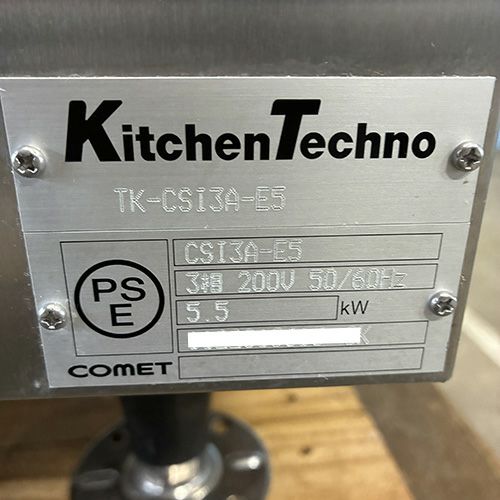 KitchenTechno
TK-CSI3A-E5
PS
E
CSI3A-E5
3相 200V 50/60Hz
5.5 kW
K
COMET